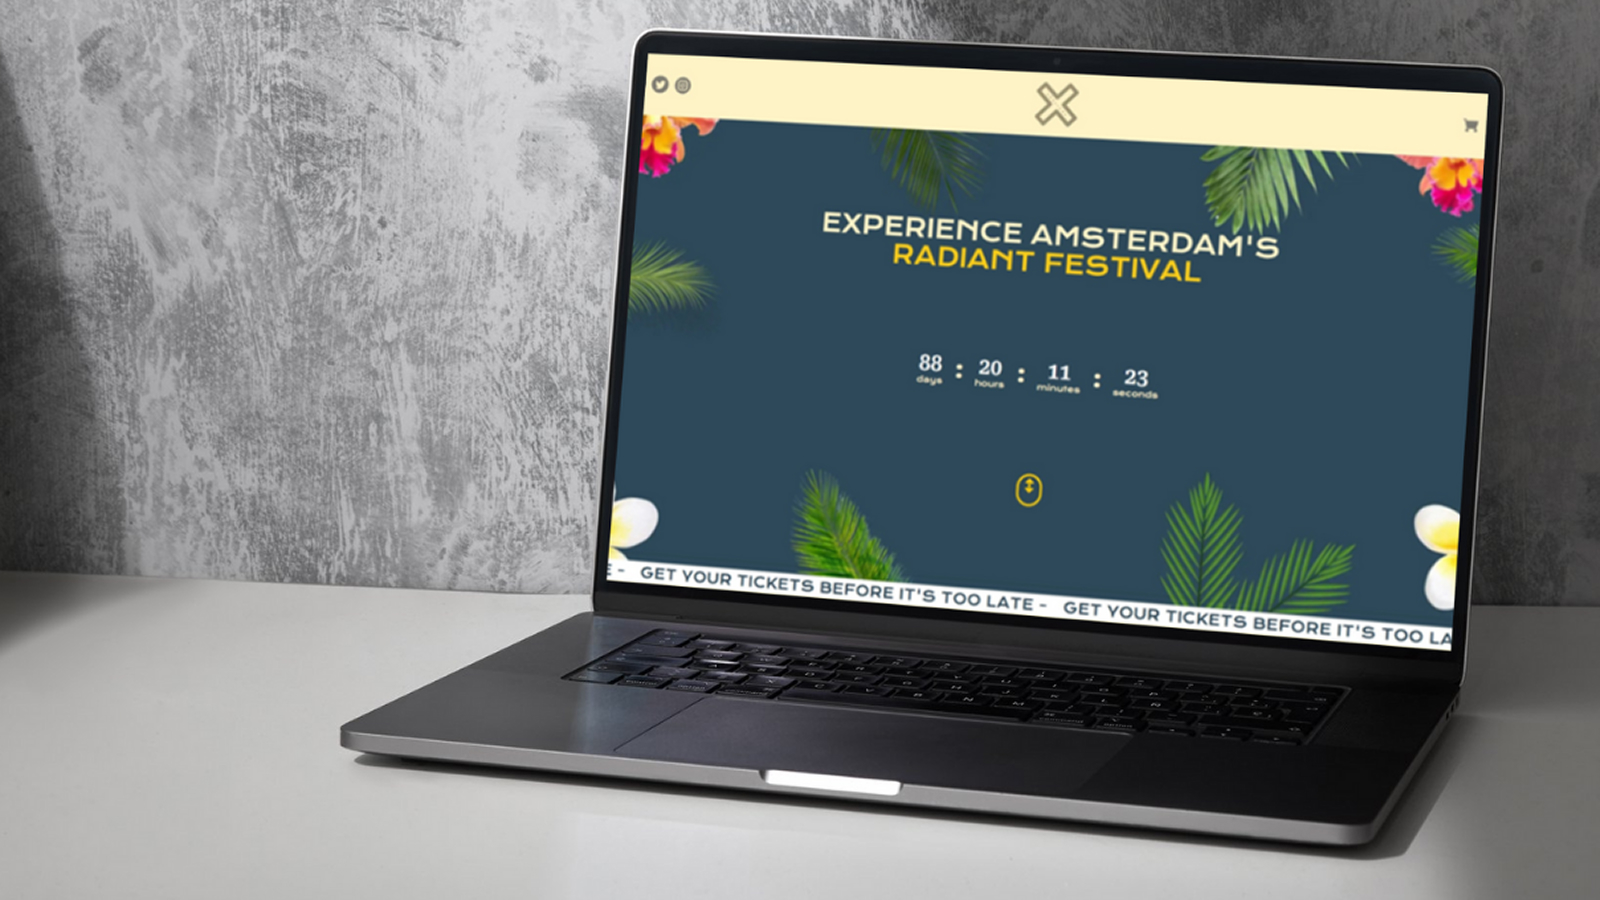 EXPERIENCE AMSTERDAM'S
RADIANT FESTIVAL
88 : 20 : 11 : 23
days hours minutes seconds
E - GET YOUR TICKETS BEFORE IT'S TOO LATE - GET YOUR TICKETS BEFORE IT'S TOO LA